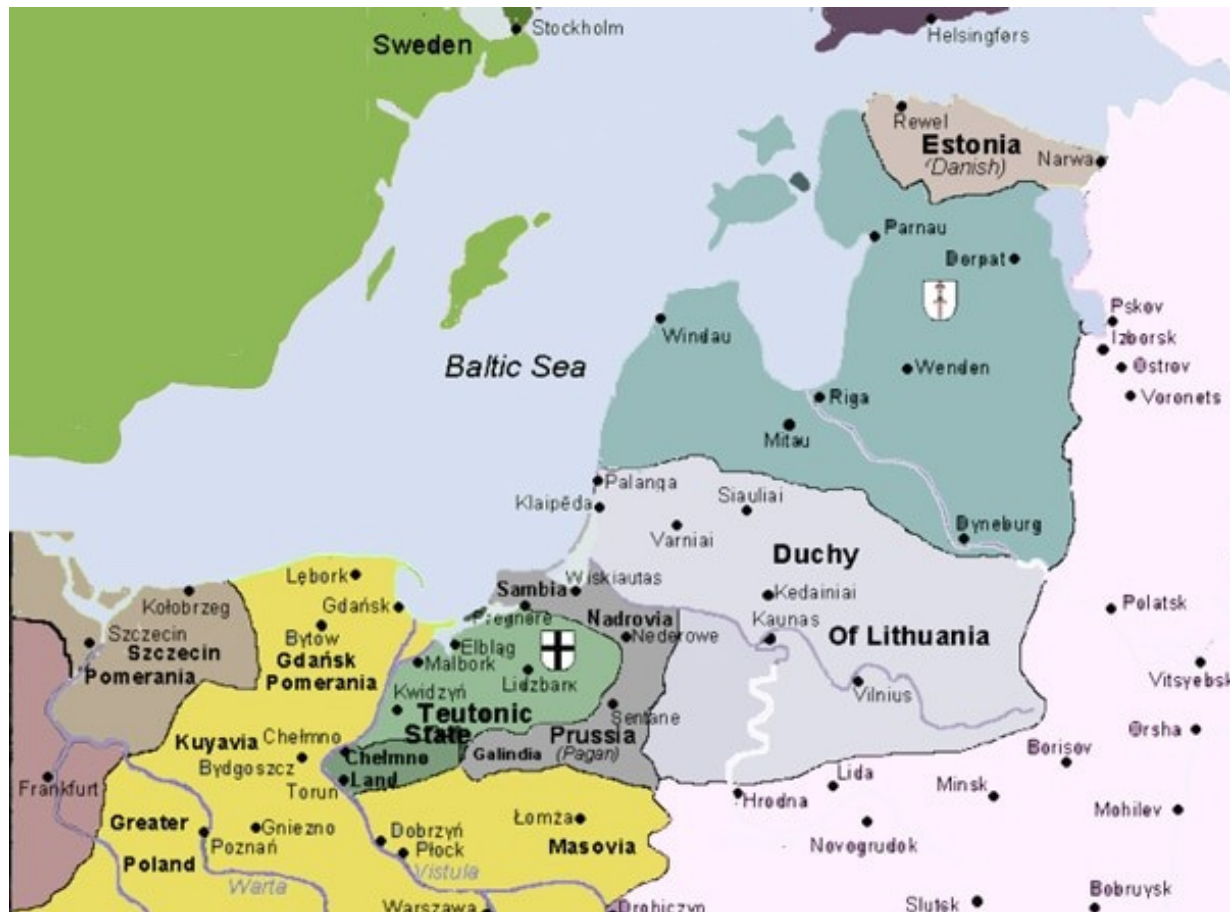 Stockholm
Sweden
Helsingførs
Rewel
Estonia
(Danish)
Narwa
Parnau
Dorpat
Pskov
Izborsk
Ostrov
Voronets
Windau
Baltic Sea
Wenden
Riga
Mitau
Palanga
Klaipēda
Siauliai
Varniai
Dyneburg
Duchy
Of Lithuania
Wiskiautas
Sambia
Kedainiai
Kaunas
Vilnius
Lębork
Kołobrzeg
Gdańsk
Pregnore
Nadrovia
Nederowe
Polatsk
Szczecin
Szczecin
Pomerania
Bytów
Gdańsk
Pomerania
Elbląg
Malbork
Lidzbark
Kwidzyń
Teutonic
State
Sentane
Vitsyebsk
Kuyavia
Chełmno
Bydgoszcz
Chełmno
Land
Galindia
Prussia
(Pagan)
Orsha
Borisov
Frankfurt
Torun
Hrodna
Lida
Minsk
Mohilev
Greater
Poland
Gniezno
Poznań
Dobrzyń
Płock
Łomża
Masovia
Novogrudok
Warta
Vistula
Warszawa
Drohiczyn
Slutsk
Bobruysk